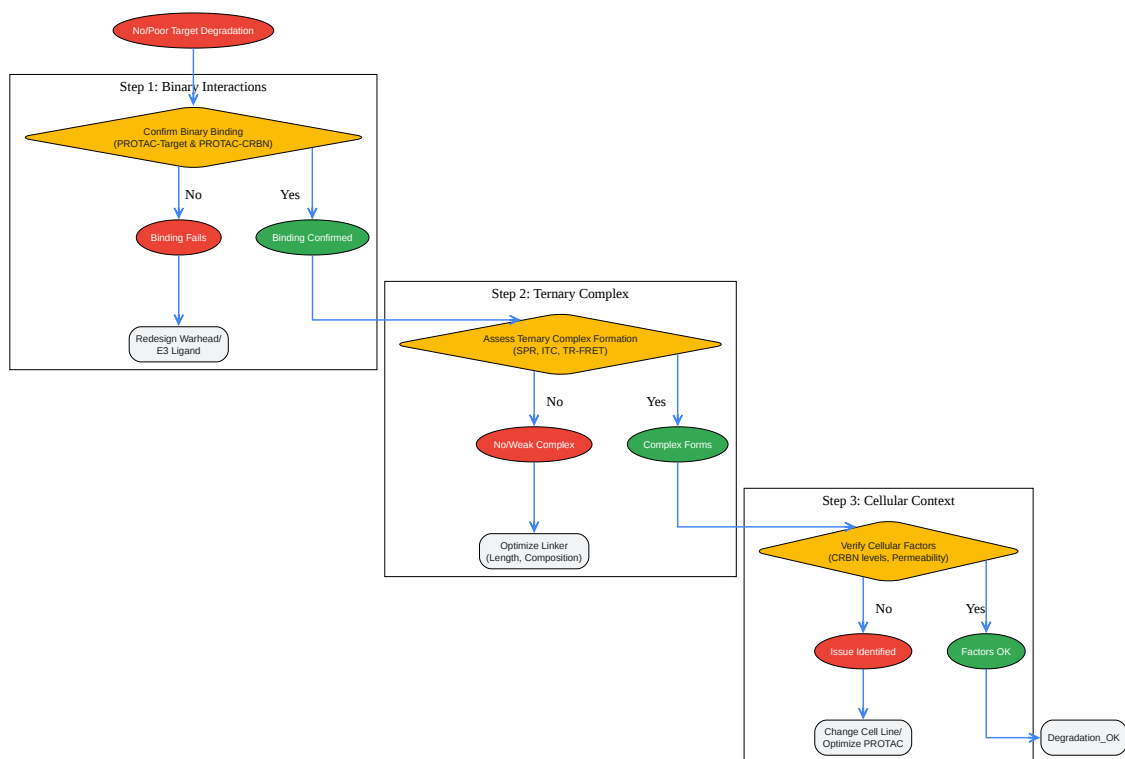 No/Poor Target Degradation
Step 1: Binary Interactions
Confirm Binary Binding
(PROTAC-Target & PROTAC-CRBN)
No
Yes
Binding Fails
Binding Confirmed
Redesign Warhead/
E3 Ligand
Step 2: Ternary Complex
Assess Ternary Complex Formation
(SPR, ITC, TR-FRET)
No
Yes
No/Weak Complex
Complex Forms
Optimize Linker
(Length, Composition)
Step 3: Cellular Context
Verify Cellular Factors
(CRBN levels, Permeability)
No
Yes
Issue Identified
Factors OK
Change Cell Line/
Optimize PROTAC
Degradation_OK